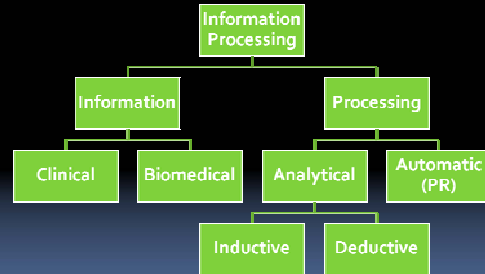 Information
Processing
Information
Processing
Clinical
Biomedical
Analytical
Automatic
(PR)
Inductive
Deductive